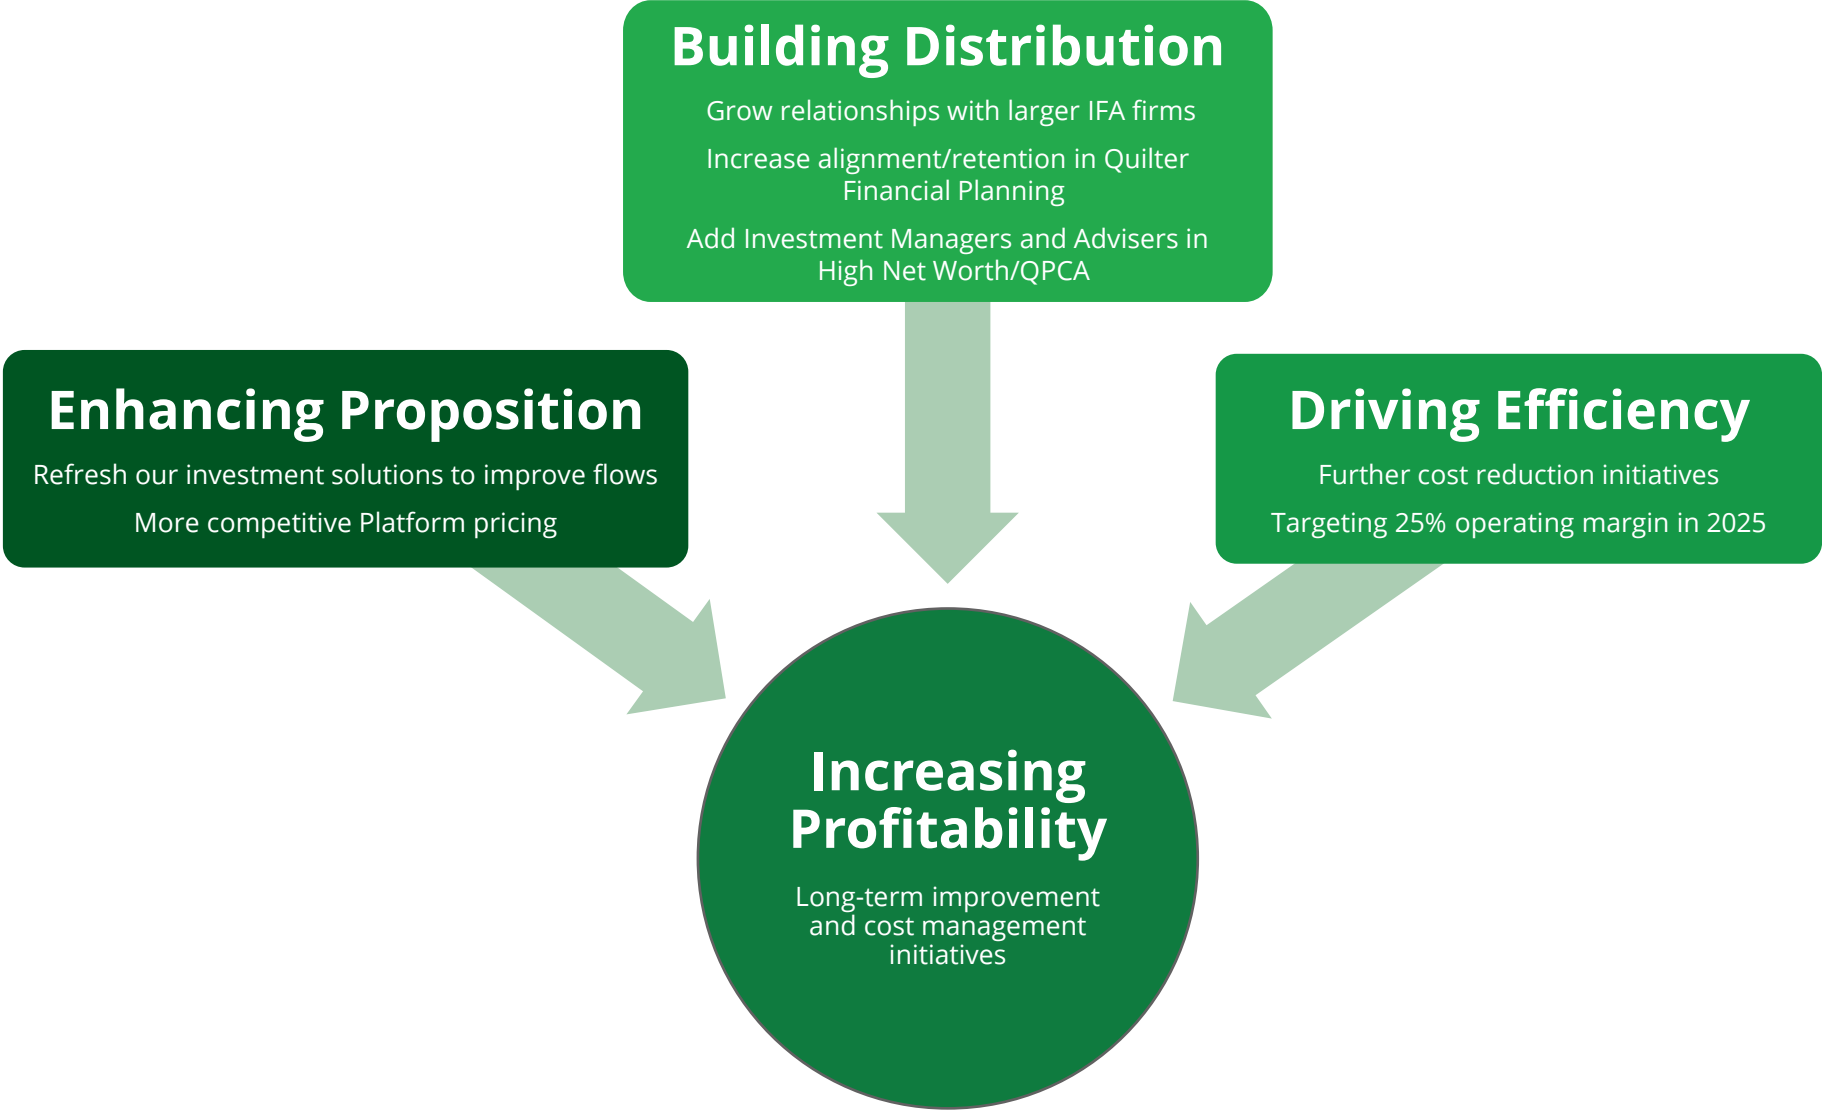 Building Distribution
Grow relationships with larger IFA firms
Increase alignment/retention in Quilter
Financial Planning
Add Investment Managers and Advisers in
High Net Worth/QPCA
Enhancing Proposition
Refresh our investment solutions to improve flows
More competitive Platform pricing
Driving Efficiency
Further cost reduction initiatives
Targeting 25% operating margin in 2025
Increasing
Profitability
Long-term improvement
and cost management
initiatives